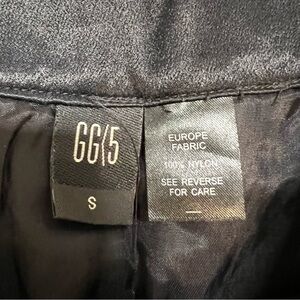 GG/5
S
EUROPE
FABRIC
100% NYLON
SEE REVERSE
FOR CARE